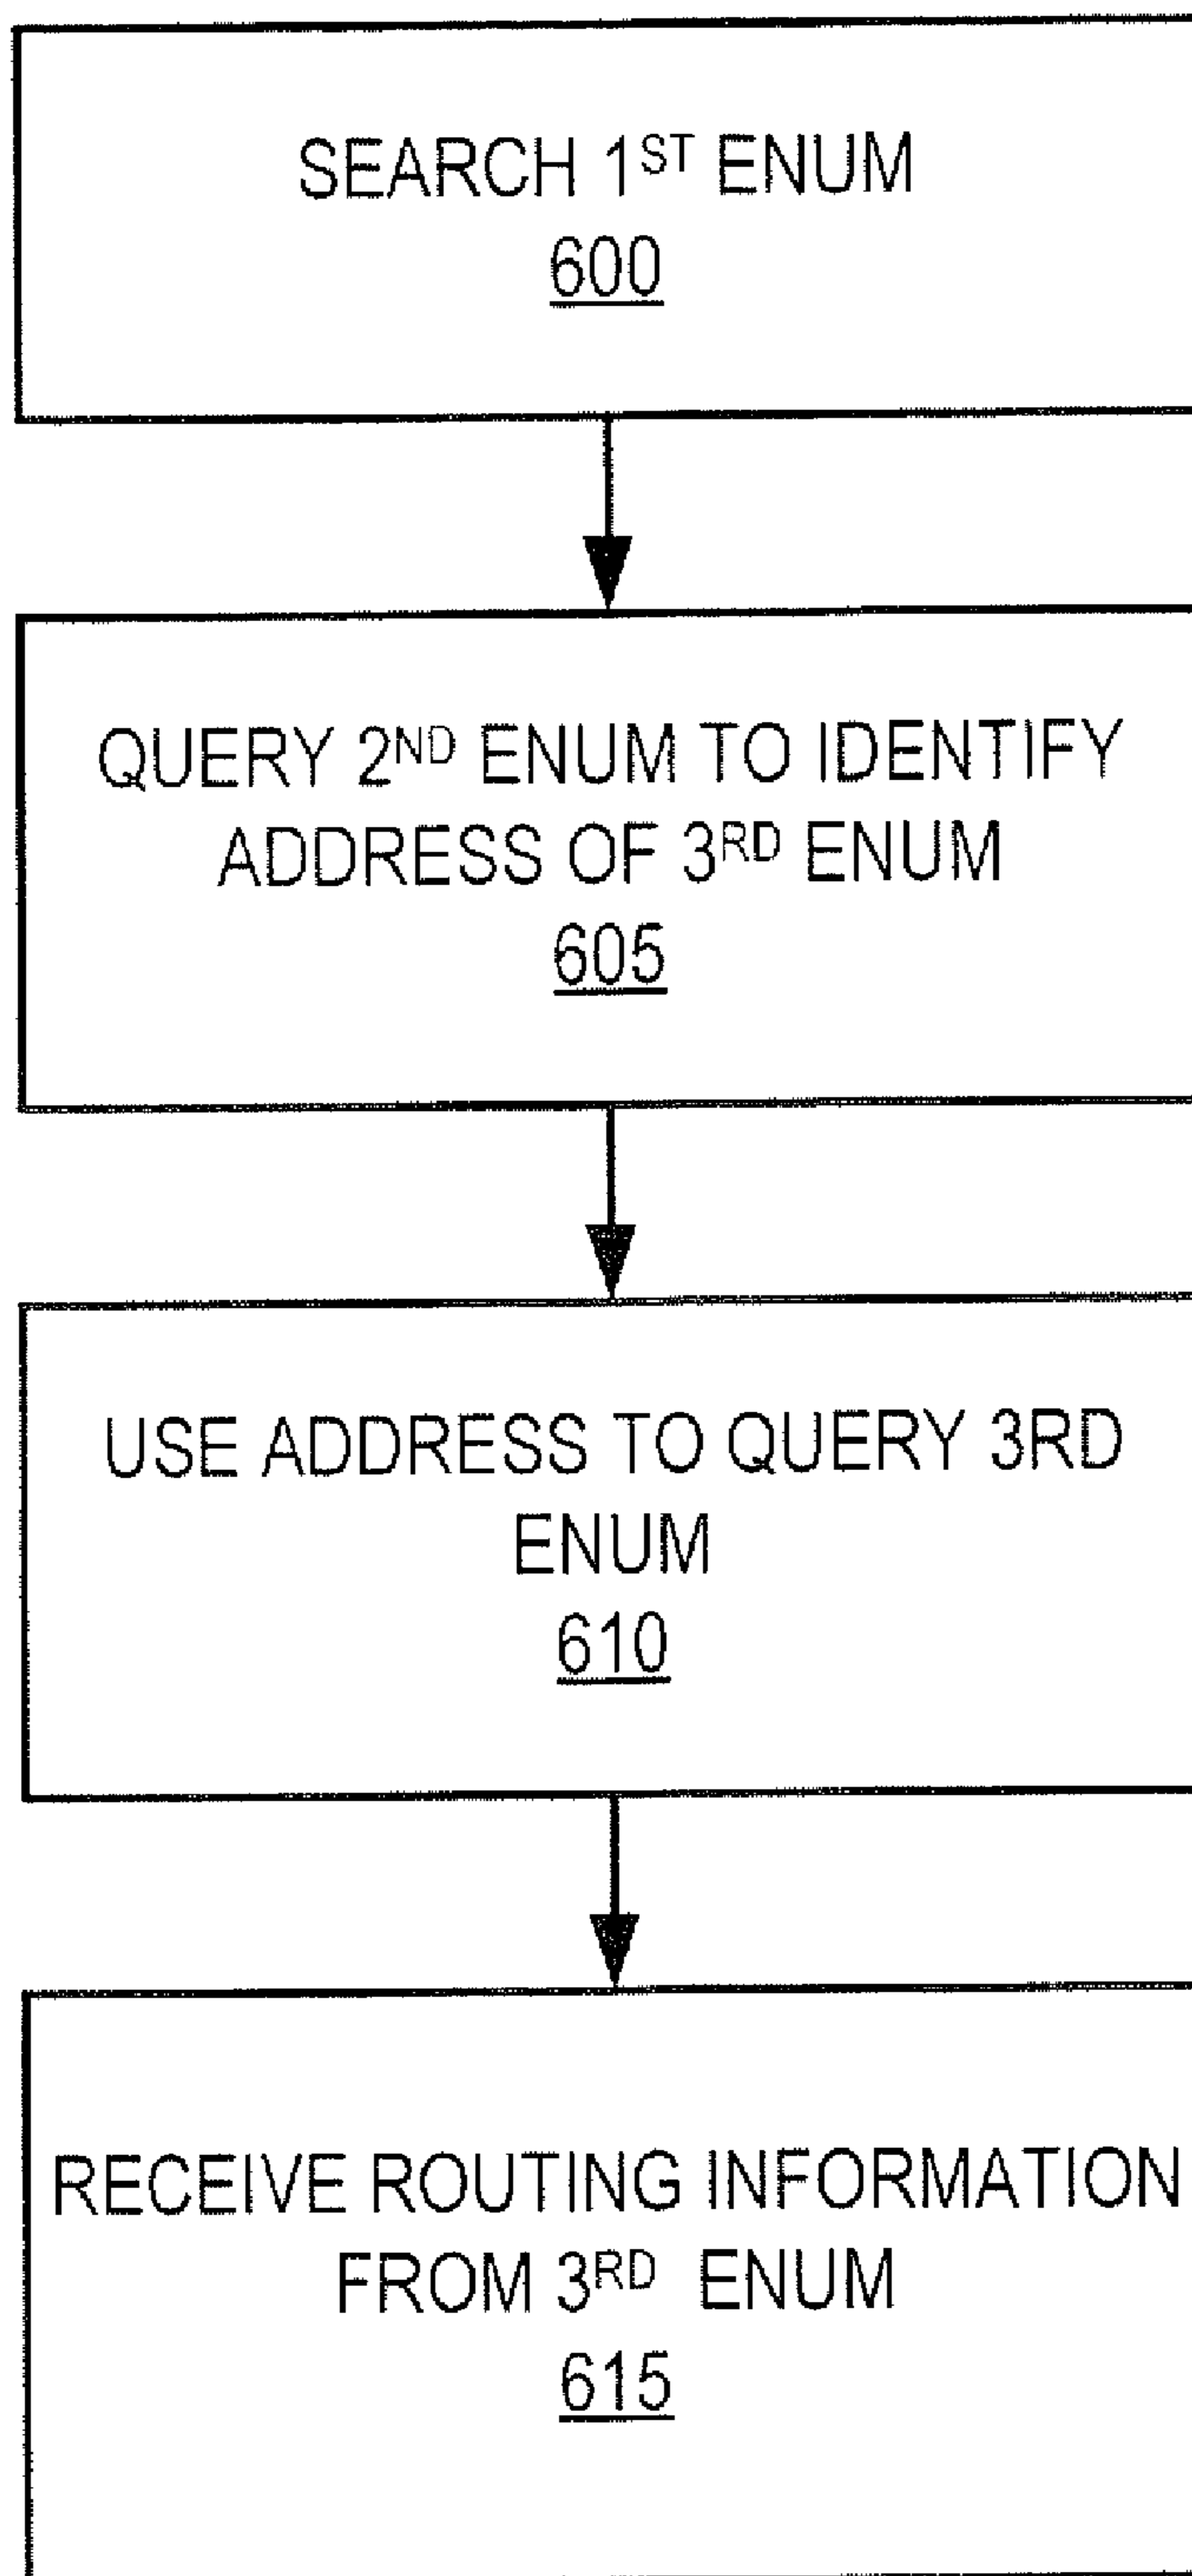 SEARCH 1ST ENUM
600
QUERY 2ND ENUM TO IDENTIFY
ADDRESS OF 3RD ENUM
605
USE ADDRESS TO QUERY 3RD
ENUM
610
RECEIVE ROUTING INFORMATION
FROM 3RD ENUM
615